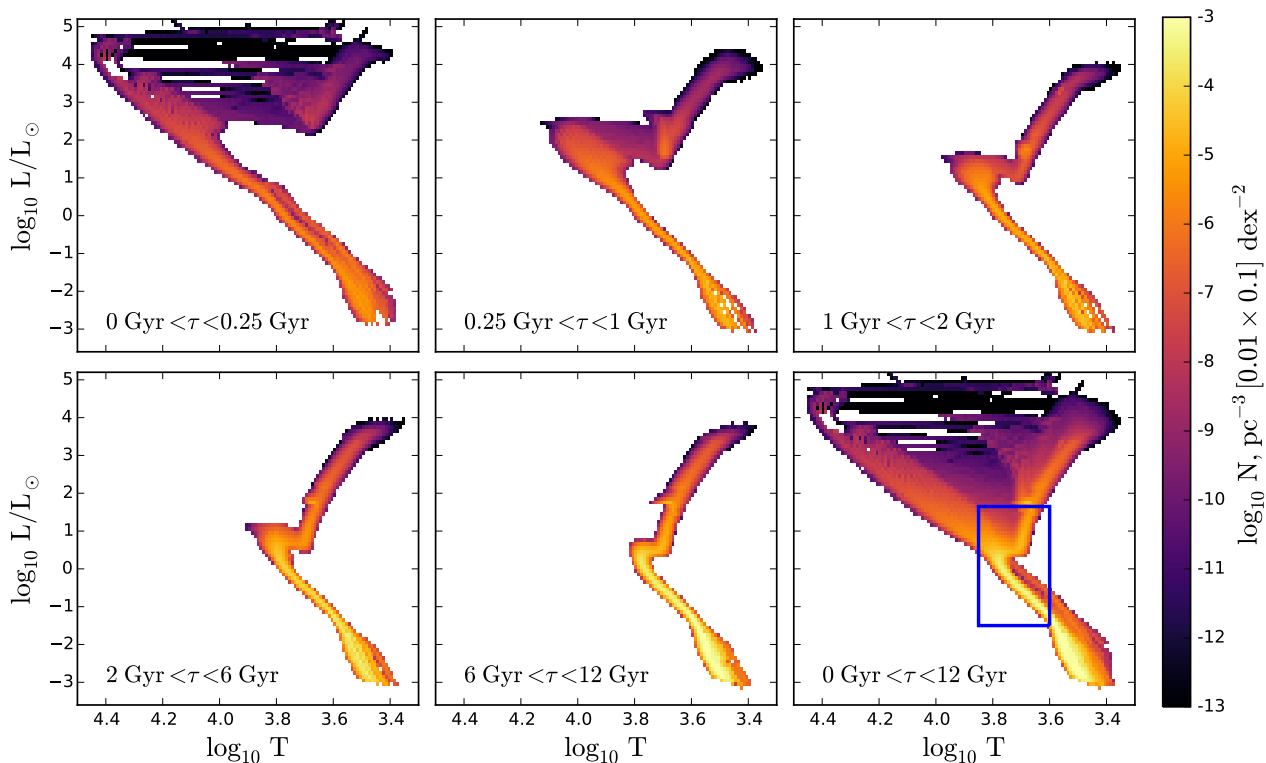 5
4
3
2
1
0
−1
−2
−3
log₁₀ L/L☉
0 Gyr<τ<0.25 Gyr
0.25 Gyr<τ<1 Gyr
1 Gyr<τ<2 Gyr
5
4
3
2
1
0
−1
−2
−3
log₁₀ L/L☉
2 Gyr<τ<6 Gyr
6 Gyr<τ<12 Gyr
0 Gyr<τ<12 Gyr
4.4 4.2 4.0 3.8 3.6 3.4
4.4 4.2 4.0 3.8 3.6 3.4
4.4 4.2 4.0 3.8 3.6 3.4
log₁₀ T
log₁₀ T
log₁₀ T
-3
-4
-5
-6
-7
-8
-9
-10
-11
-12
-13
log₁₀ N, pc⁻³ [0.01 × 0.1] dex⁻²